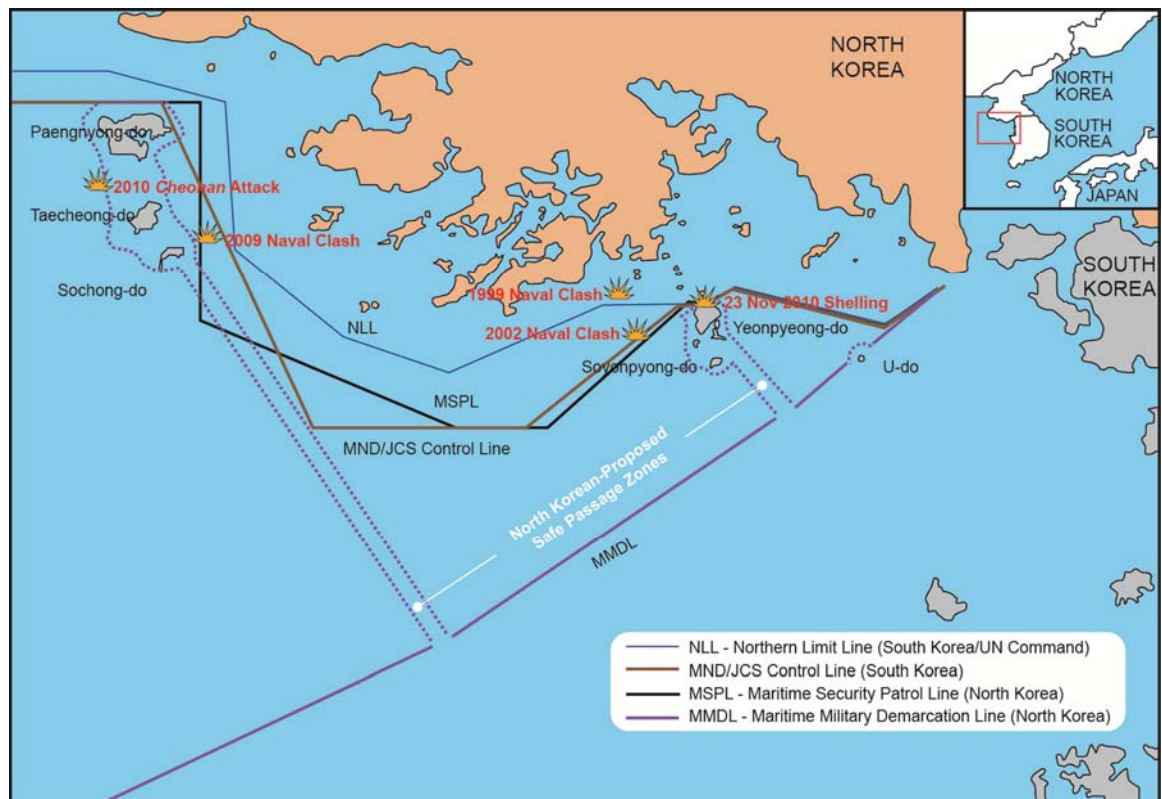 NORTH
KOREA
NORTH
KOREA
SOUTH
KOREA
JAPAN
Paengnyong-do
2010 Cheonan Attack
Taecheong-do
2009 Naval Clash
Sochong-do
SOUTH
KOREA
1999 Naval Clash
23 Nov 2010 Shelling
NLL
2002 Naval Clash
Yeonpyeong-do
Soyonpyong-do
U-do
MSPL
MND/JCS Control Line
North Korean-Proposed
Safe Passage Zones
MMDL
NLL - Northern Limit Line (South Korea/UN Command)
MND/JCS Control Line (South Korea)
MSPL - Maritime Security Patrol Line (North Korea)
MMDL - Maritime Military Demarcation Line (North Korea)